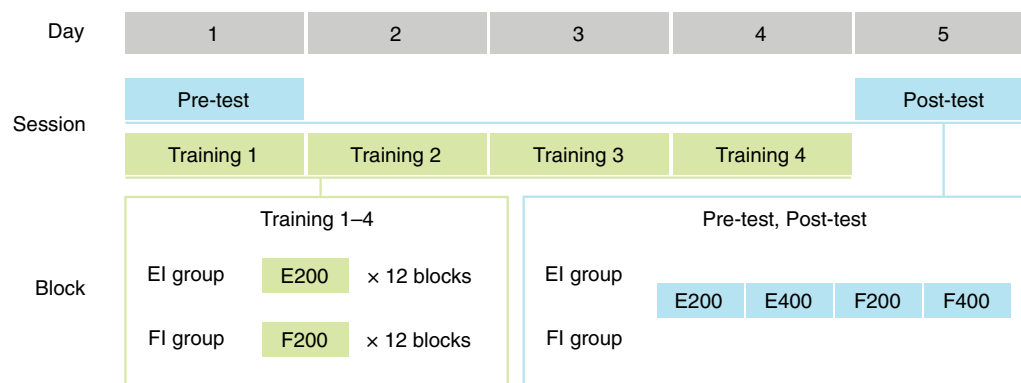 Day 1 2 3 4 5
Pre-test Post-test
Session
Training 1 Training 2 Training 3 Training 4
Training 1–4
Pre-test, Post-test
Block
EI group E200 × 12 blocks
FI group F200 × 12 blocks
EI group
E200 E400 F200 F400
FI group